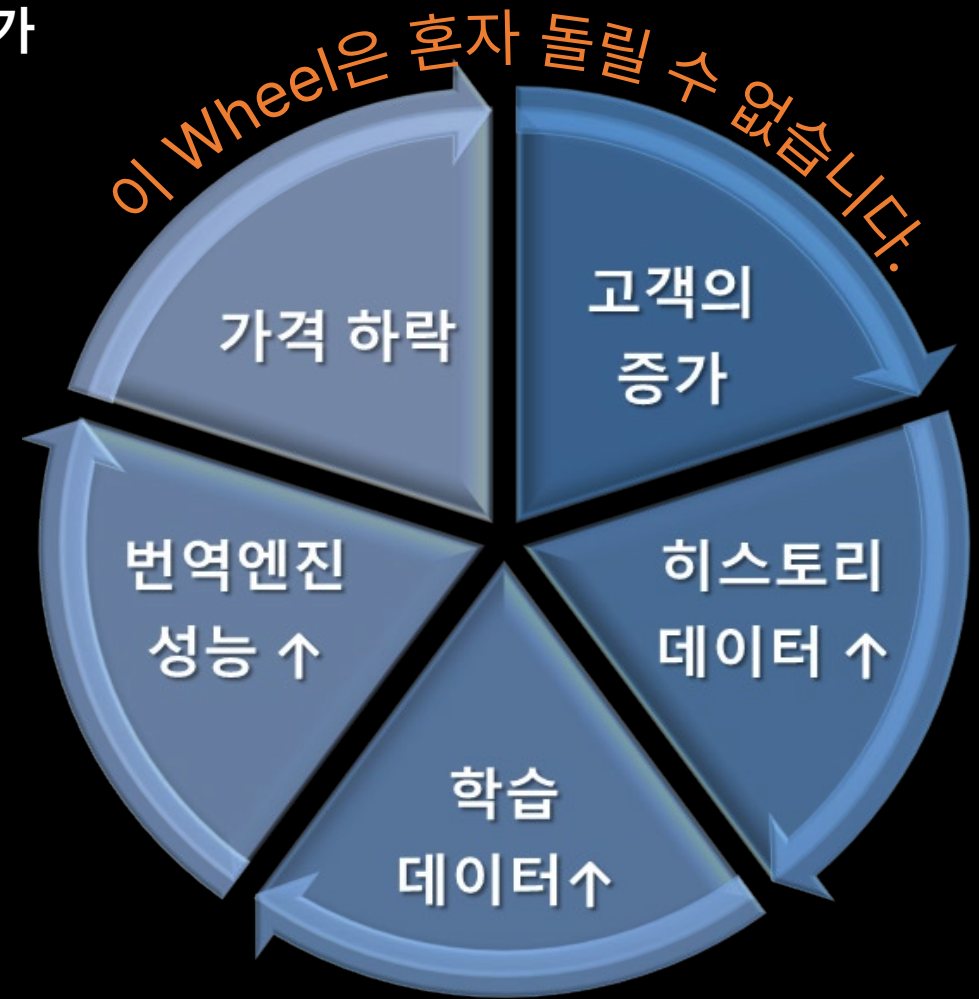 가
이 Wheel은 혼자 돌릴 수 없습니다.
고객의
증가
히스토리
데이터 ↑
학습
데이터↑
번역엔진
성능 ↑
가격 하락